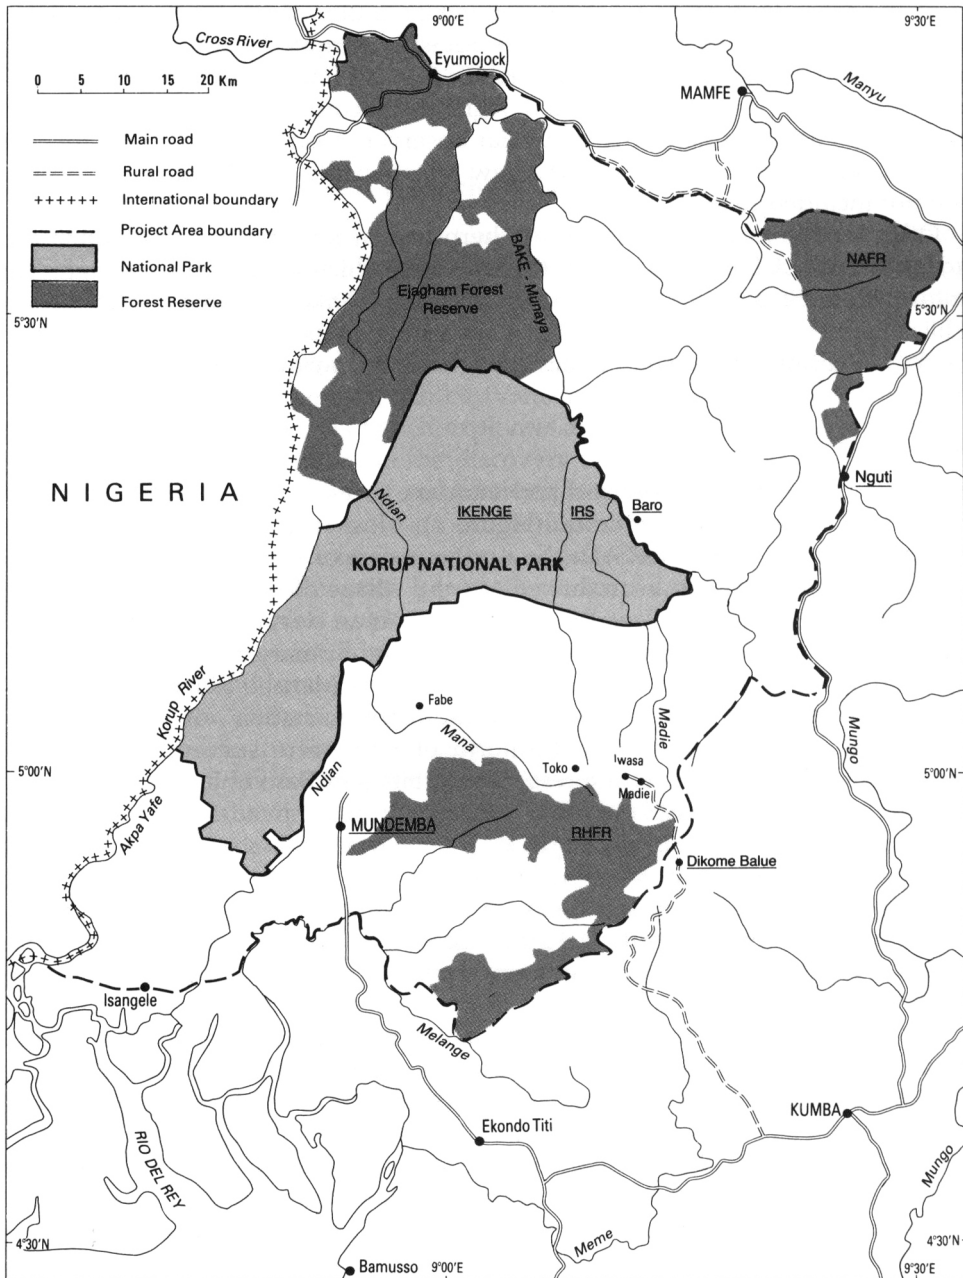 9°00'E
9°30'E
Cross River
Eyumojock
0 5 10 15 20 Km
MAMFE
Manyu
Main road
Rural road
International boundary
Project Area boundary
National Park
Forest Reserve
NAFR
BAKE - Munaya
Ejagham Forest
Reserve
5°30'N
5°30'N
NIGERIA
Ndian
IKENGE
IRS
Baro
Nguti
KORUP NATIONAL PARK
Korup River
Fabe
Mana
Madie
Mungo
Toko
Iwasa
Madie
5°00'N
5°00'N
Ndian
Akpa Yafe
MUNDEMBA
RHFR
Dikome Balue
Isangele
Melange
RIO DEL REY
Ekondo Titi
KUMBA
Mungo
Meme
4°30'N
4°30'N
Bamusso
9°00'E
9°30'E